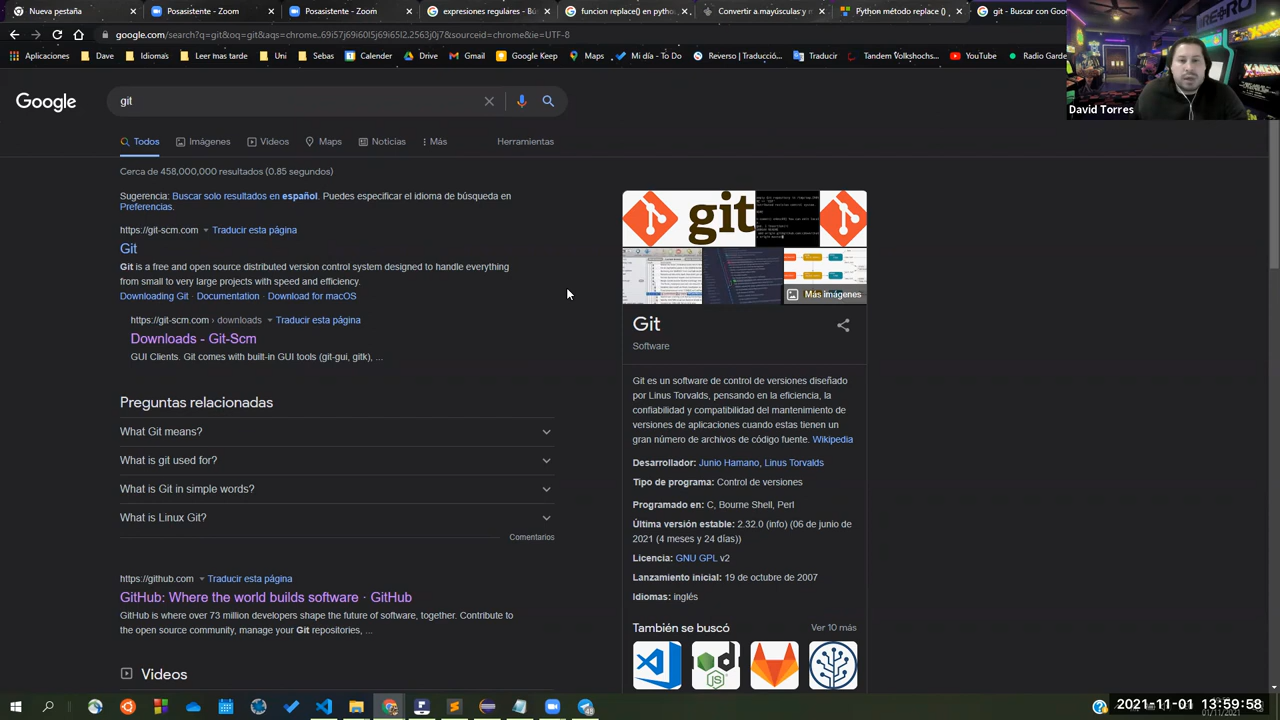 Nueva pestaña
Posasistente - Zoom
Posasistente - Zoom
expresiones regulares - Bú
funcion replace() en python
Convertir a mayúsculas y m
Python método replace ()
git - Buscar con Goo
google.com/search?q=git&oq=git&aqs=chrome..69i57j69i60l5j69i65l2.2563j0j7&sourceid=chrome&ie=UTF-8
Aplicaciones
Dave
Idiomas
Leer mas tarde
Uni
Sebas
Calender
Drive
Gmail
Google Keep
Maps
Mi día - To Do
Reverso | Traducció...
Traducir
Tandem Volkshochs...
YouTube
Radio Garde
RETRO
X-MEN
David Torres
Google
git
Todos
Imágenes
Videos
Maps
Noticias
Más
Herramientas
Cerca de 458,000,000 resultados (0.85 segundos)
Sugerencia: Buscar solo resultados en español. Puedes especificar el idioma de búsqueda en
Preferencias.
https://git-scm.com Traducir esta página
Git
Git is a free and open source distributed version control system designed to handle everything
from small to very large projects with speed and efficiency.
Downloading Git · Documentation · Download for macOS
https://git-scm.com › downloads Traducir esta página
Downloads - Git-Scm
GUI Clients. Git comes with built-in GUI tools (git-gui, gitk), ...
Preguntas relacionadas
What Git means?
What is git used for?
What is Git in simple words?
What is Linux Git?
Comentarios
https://github.com Traducir esta página
GitHub: Where the world builds software · GitHub
GitHub is where over 73 million developers shape the future of software, together. Contribute to
the open source community, manage your Git repositories, ...
Videos
git
Más imágenes
Git
Software
Git es un software de control de versiones diseñado
por Linus Torvalds, pensando en la eficiencia, la
confiabilidad y compatibilidad del mantenimiento de
versiones de aplicaciones cuando estas tienen un
gran número de archivos de código fuente. Wikipedia
Desarrollador: Junio Hamano, Linus Torvalds
Tipo de programa: Control de versiones
Programado en: C, Bourne Shell, Perl
Última versión estable: 2.32.0 (info) (06 de junio de
2021 (4 meses y 24 días))
Licencia: GNU GPL v2
Lanzamiento inicial: 19 de octubre de 2007
Idiomas: inglés
También se buscó
Ver 10 más
2021-11-01 13:59:58
01/11/2021